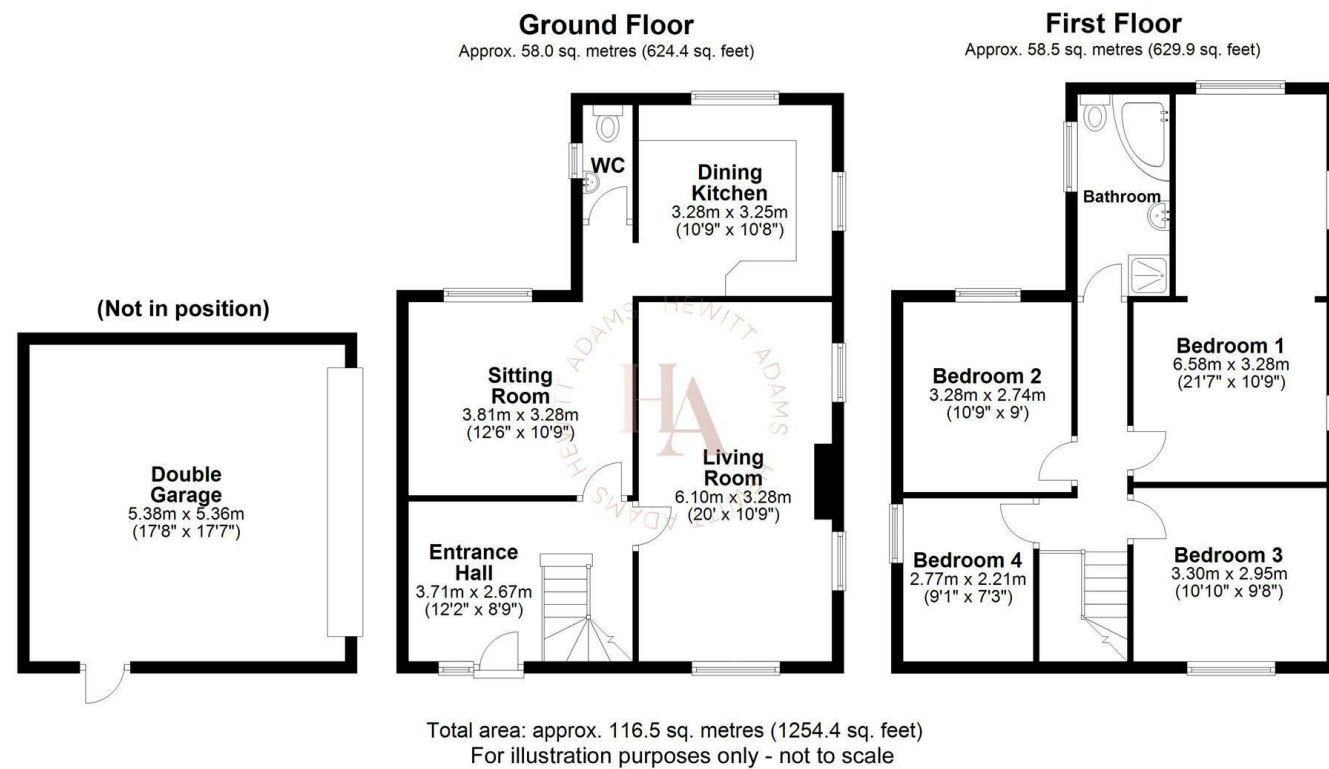 Ground Floor
Approx. 58.0 sq. metres (624.4 sq. feet)
WC
Dining
Kitchen
3.28m x 3.25m
(10'9" x 10'8")
Sitting
Room
3.81m x 3.28m
(12'6" x 10'9")
Living
Room
6.10m x 3.28m
(20' x 10'9")
Entrance
Hall
3.71m x 2.67m
(12'2" x 8'9")
(Not in position)
Double
Garage
5.38m x 5.36m
(17'8" x 17'7")
First Floor
Approx. 58.5 sq. metres (629.9 sq. feet)
Bathroom
Bedroom 1
6.58m x 3.28m
(21'7" x 10'9")
Bedroom 2
3.28m x 2.74m
(10'9" x 9')
Bedroom 4
2.77m x 2.21m
(9'1" x 7'3")
Bedroom 3
3.30m x 2.95m
(10'10" x 9'8")
HEWITT ADAMS HEWITT ADAMS HEWITT ADAMS
HA
Total area: approx. 116.5 sq. metres (1254.4 sq. feet)
For illustration purposes only - not to scale